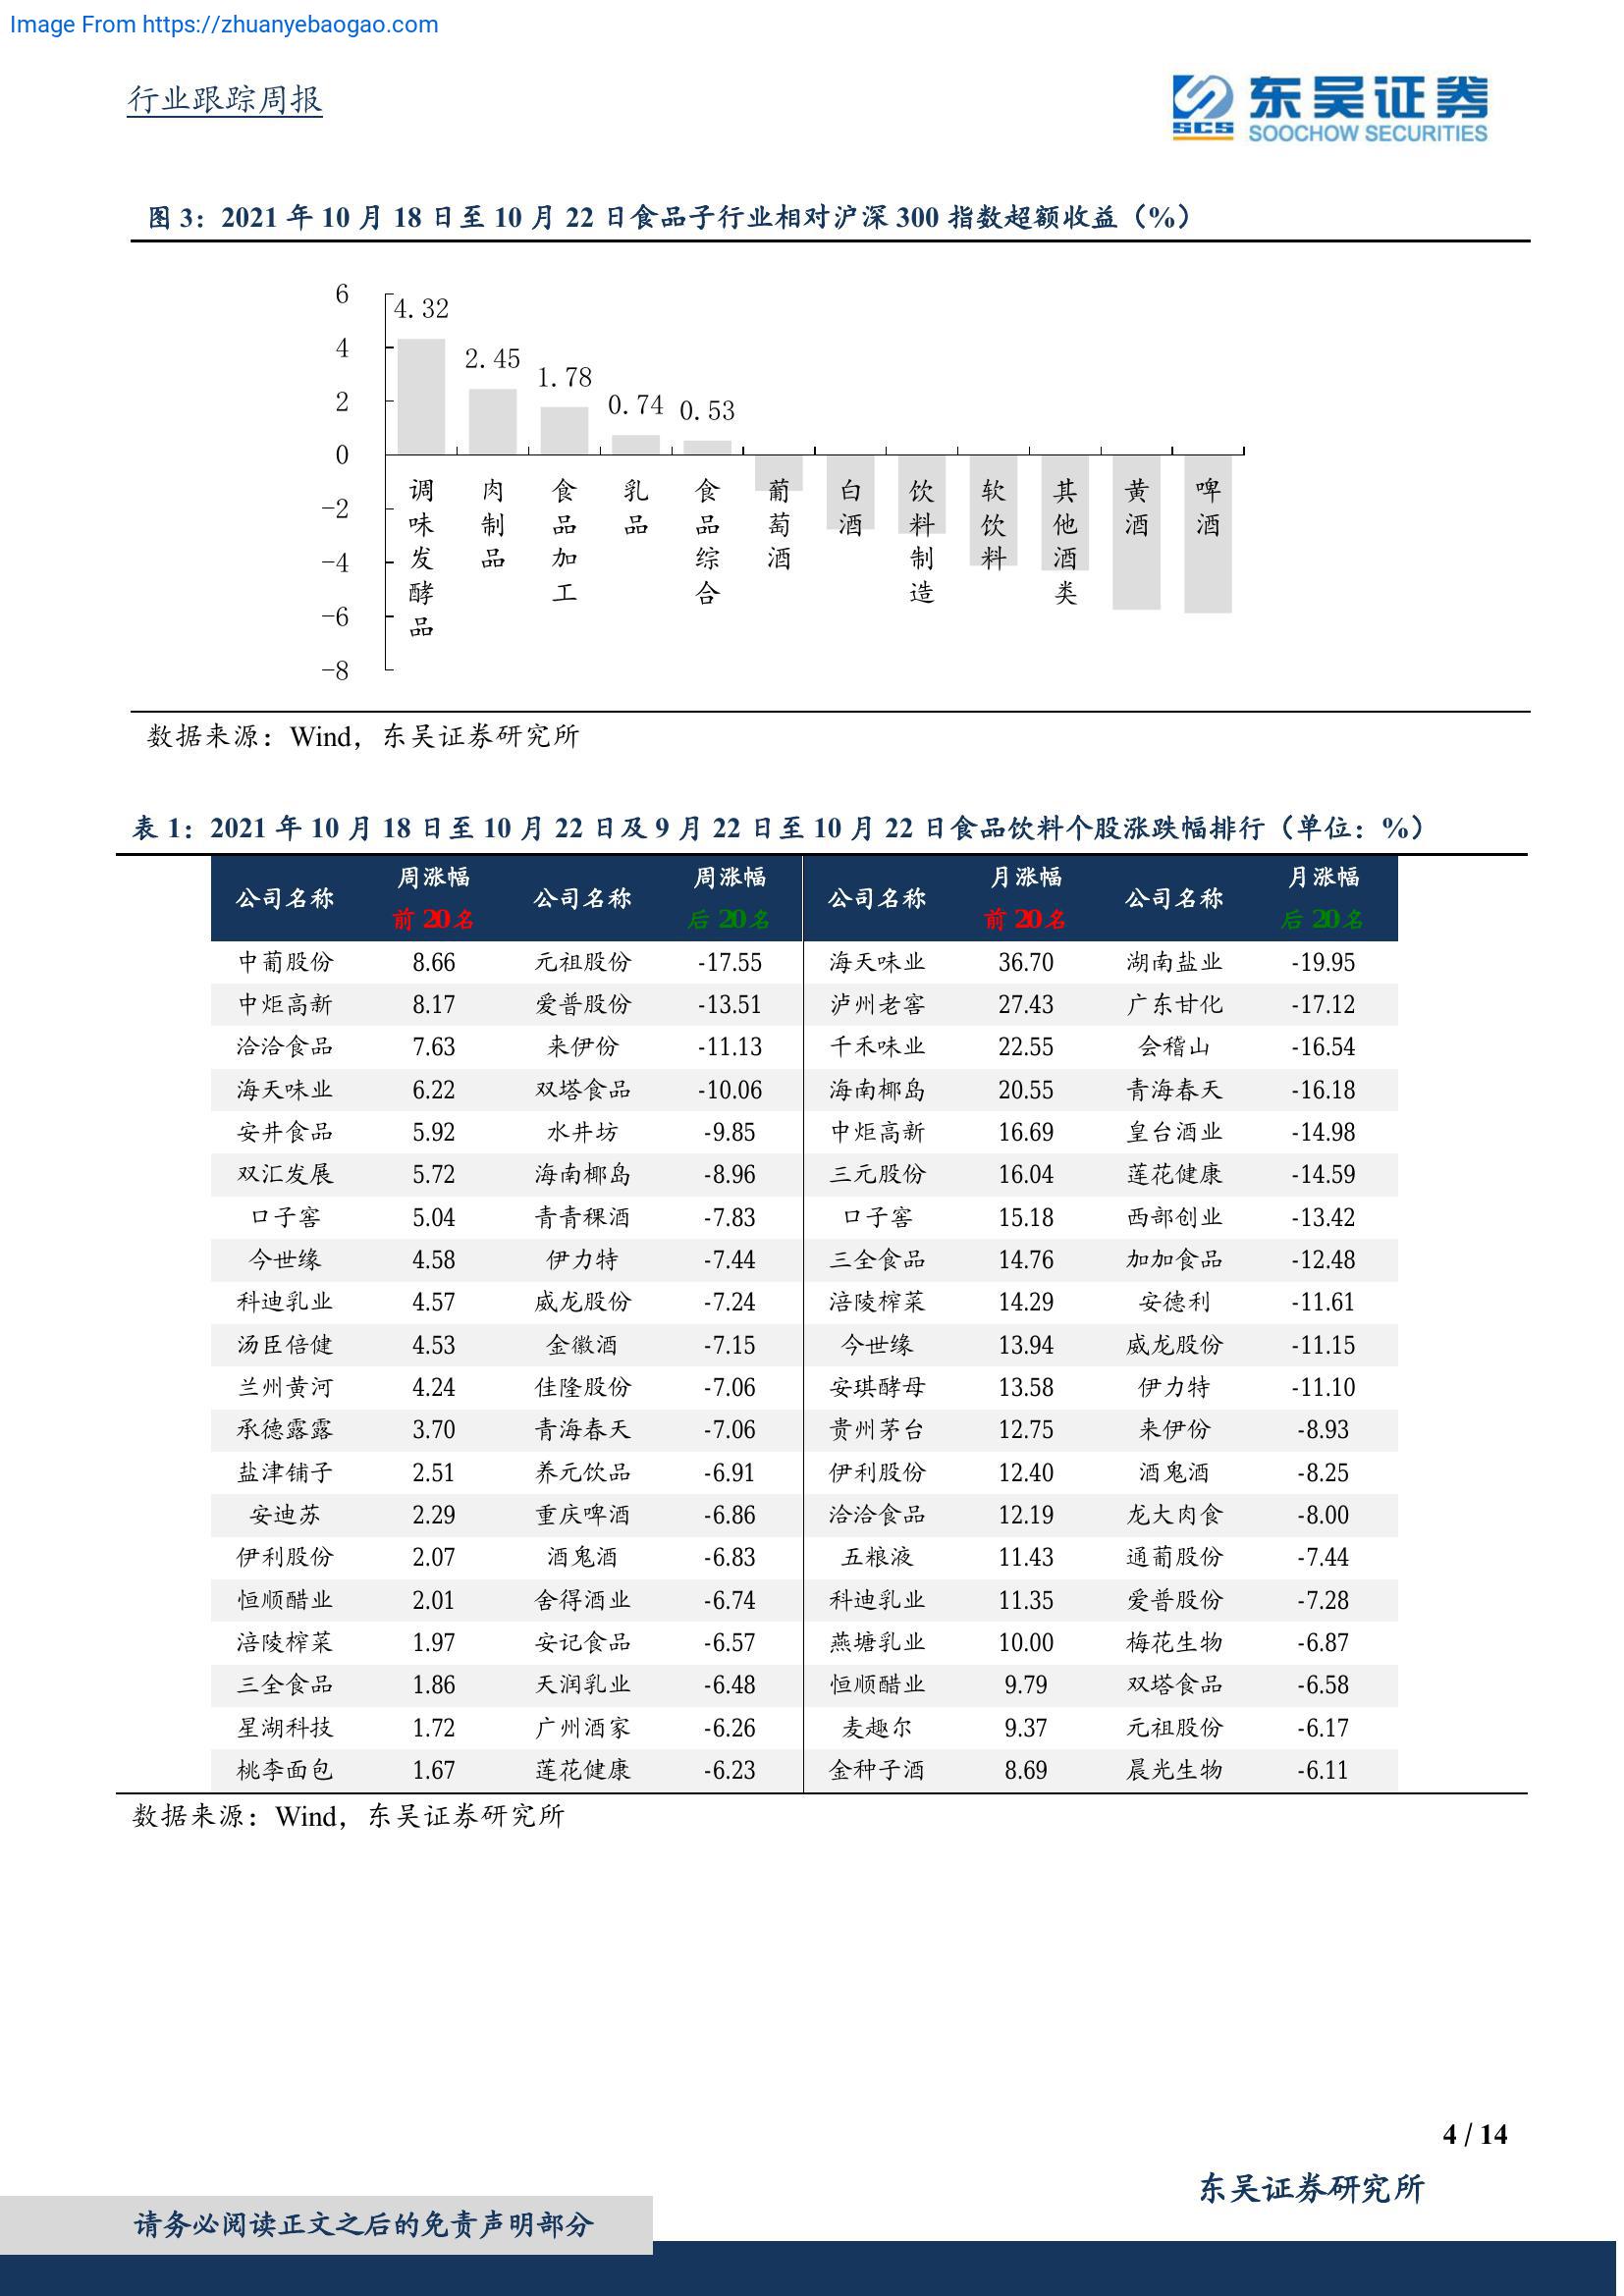 Image From https://zhuanyebaogao.com
行业跟踪周报
东吴证券
SCS
SOOCHOW SECURITIES
图 3：2021 年 10 月 18 日至 10 月 22 日食品子行业相对沪深 300 指数超额收益（%）
6
4
2
0
-2
-4
-6
-8
4.32
2.45
1.78
0.74
0.53
调味发酵品
肉制品
食品加工
乳品
食品综合
葡萄酒
白酒
饮料制造
软饮料
其他酒类
黄酒
啤酒
数据来源：Wind，东吴证券研究所
表 1：2021 年 10 月 18 日至 10 月 22 日及 9 月 22 日至 10 月 22 日食品饮料个股涨跌幅排行（单位：%）
公司名称 周涨幅 前 20 名 公司名称 周涨幅 后 20 名 公司名称 月涨幅 前 20 名 公司名称 月涨幅 后 20 名
中葡股份 8.66 元祖股份 -17.55 海天味业 36.70 湖南盐业 -19.95
中炬高新 8.17 爱普股份 -13.51 泸州老窖 27.43 广东甘化 -17.12
洽洽食品 7.63 来伊份 -11.13 千禾味业 22.55 会稽山 -16.54
海天味业 6.22 双塔食品 -10.06 海南椰岛 20.55 青海春天 -16.18
安井食品 5.92 水井坊 -9.85 中炬高新 16.69 皇台酒业 -14.98
双汇发展 5.72 海南椰岛 -8.96 三元股份 16.04 莲花健康 -14.59
口子窖 5.04 青青稞酒 -7.83 口子窖 15.18 西部创业 -13.42
今世缘 4.58 伊力特 -7.44 三全食品 14.76 加加食品 -12.48
科迪乳业 4.57 威龙股份 -7.24 涪陵榨菜 14.29 安德利 -11.61
汤臣倍健 4.53 金徽酒 -7.15 今世缘 13.94 威龙股份 -11.15
兰州黄河 4.24 佳隆股份 -7.06 安琪酵母 13.58 伊力特 -11.10
承德露露 3.70 青海春天 -7.06 贵州茅台 12.75 来伊份 -8.93
盐津铺子 2.51 养元饮品 -6.91 伊利股份 12.40 酒鬼酒 -8.25
安迪苏 2.29 重庆啤酒 -6.86 洽洽食品 12.19 龙大肉食 -8.00
伊利股份 2.07 酒鬼酒 -6.83 五粮液 11.43 通葡股份 -7.44
恒顺醋业 2.01 舍得酒业 -6.74 科迪乳业 11.35 爱普股份 -7.28
涪陵榨菜 1.97 安记食品 -6.57 燕塘乳业 10.00 梅花生物 -6.87
三全食品 1.86 天润乳业 -6.48 恒顺醋业 9.79 双塔食品 -6.58
星湖科技 1.72 广州酒家 -6.26 麦趣尔 9.37 元祖股份 -6.17
桃李面包 1.67 莲花健康 -6.23 金种子酒 8.69 晨光生物 -6.11
数据来源：Wind，东吴证券研究所
4 / 14
东吴证券研究所
请务必阅读正文之后的免责声明部分